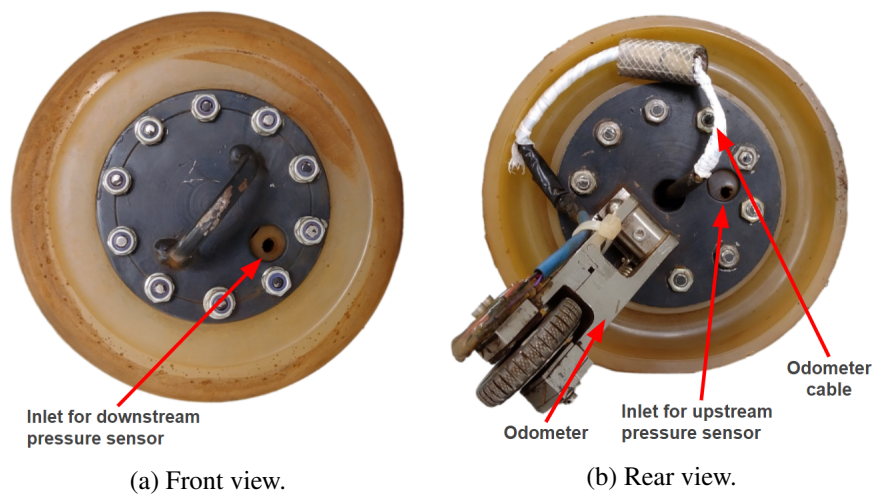 Inlet for downstream
pressure sensor
Odometer
Inlet for upstream
pressure sensor
Odometer
cable
(a) Front view.
(b) Rear view.